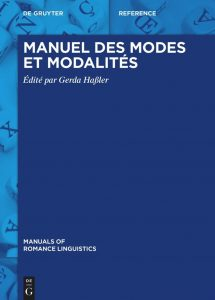 DE GRUYTER
REFERENCE
MANUEL DES MODES
ET MODALITÉS
Édité par Gerda Haßler
MANUALS OF
ROMANCE LINGUISTICS
DE
G